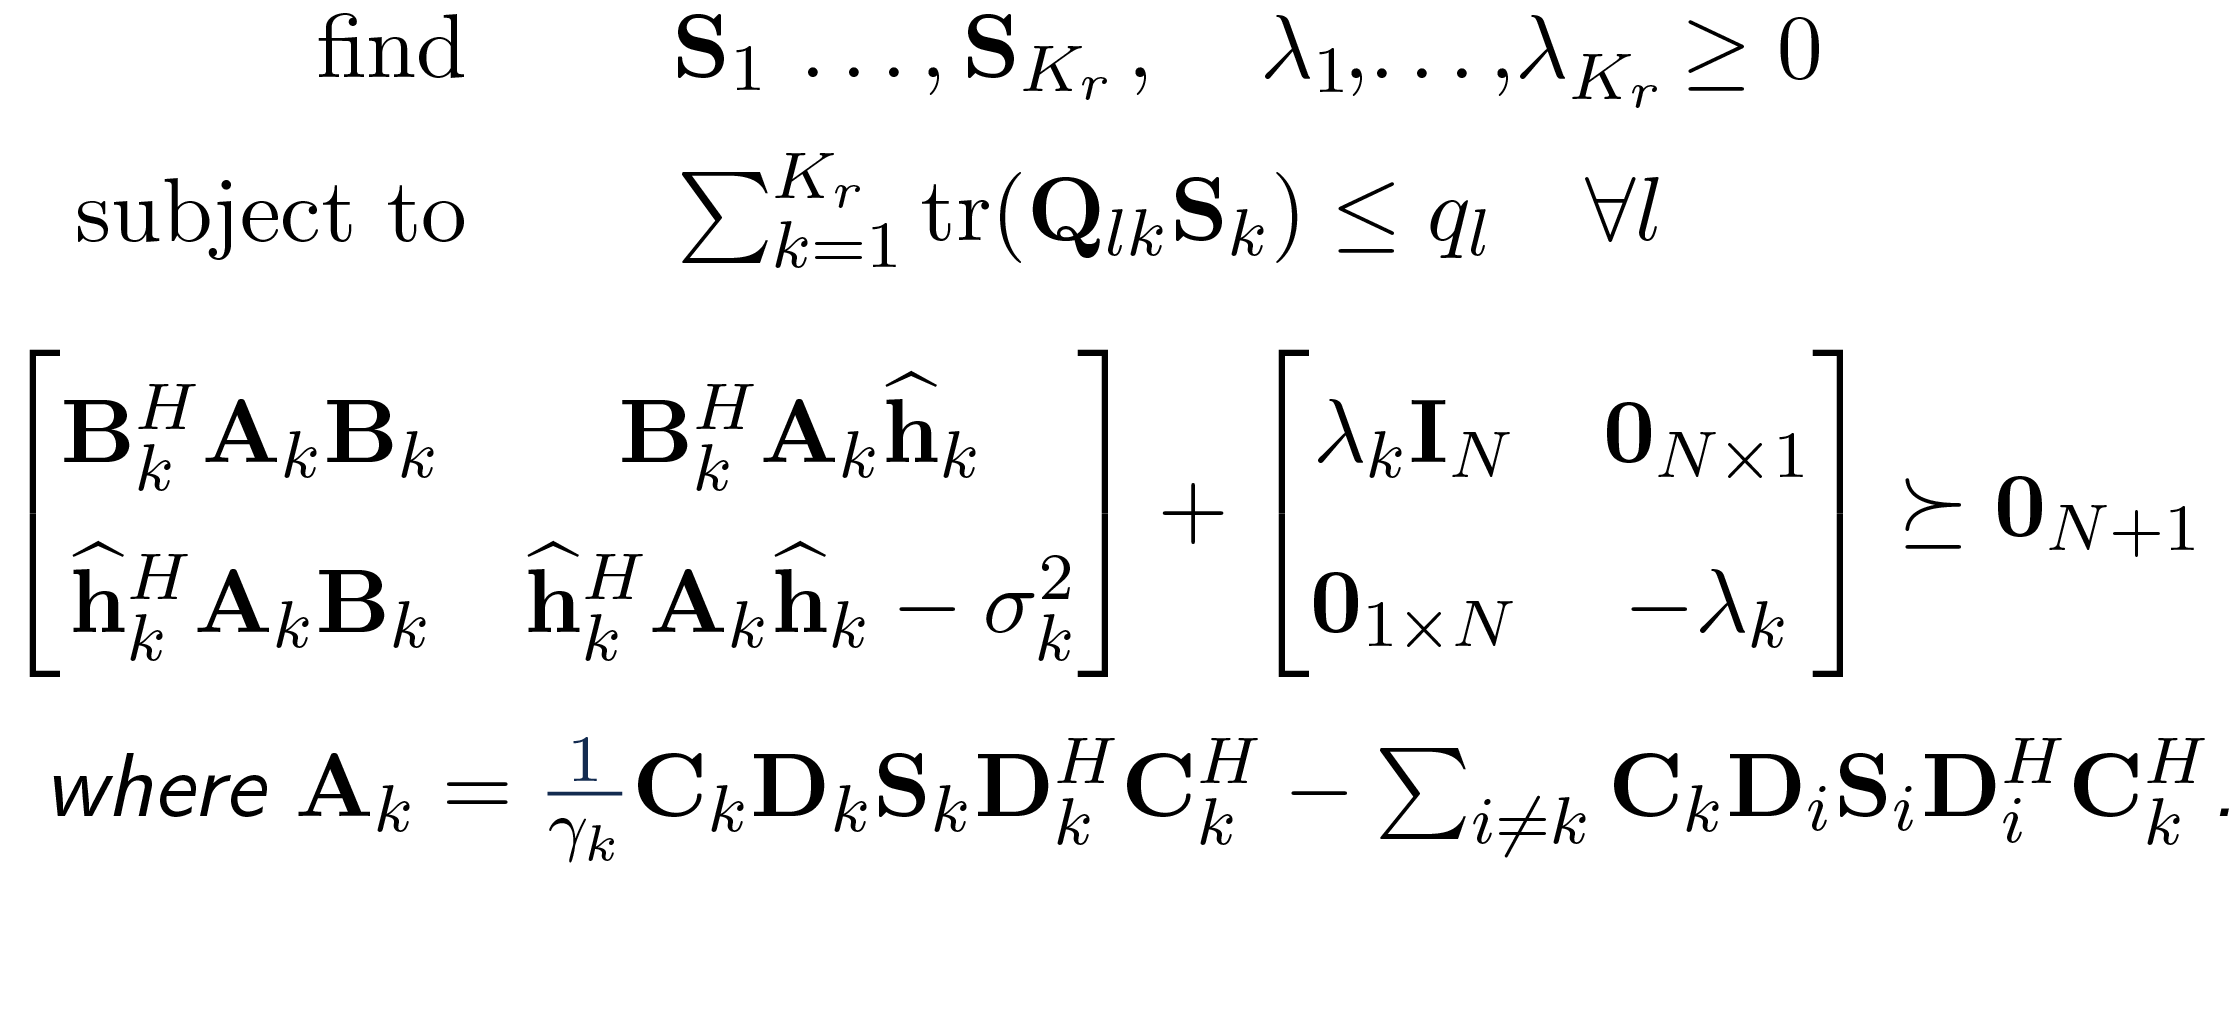 find S_1 …, S_{K_r}, λ_1,…,λ_{K_r} ≥ 0
subject to ∑_{k=1}^{K_r} tr(Q_{lk}S_k) ≤ q_l ∀l
[B_k^H A_k B_k B_k^H A_k ĥ_k; ĥ_k^H A_k B_k ĥ_k^H A_k ĥ_k − σ_k^2] + [λ_k I_N 0_{N×1}; 0_{1×N} −λ_k] ⪰ 0_{N+1}
where A_k = \frac{1}{γ_k} C_k D_k S_k D_k^H C_k^H − ∑_{i≠k} C_k D_i S_i D_i^H C_k^H.